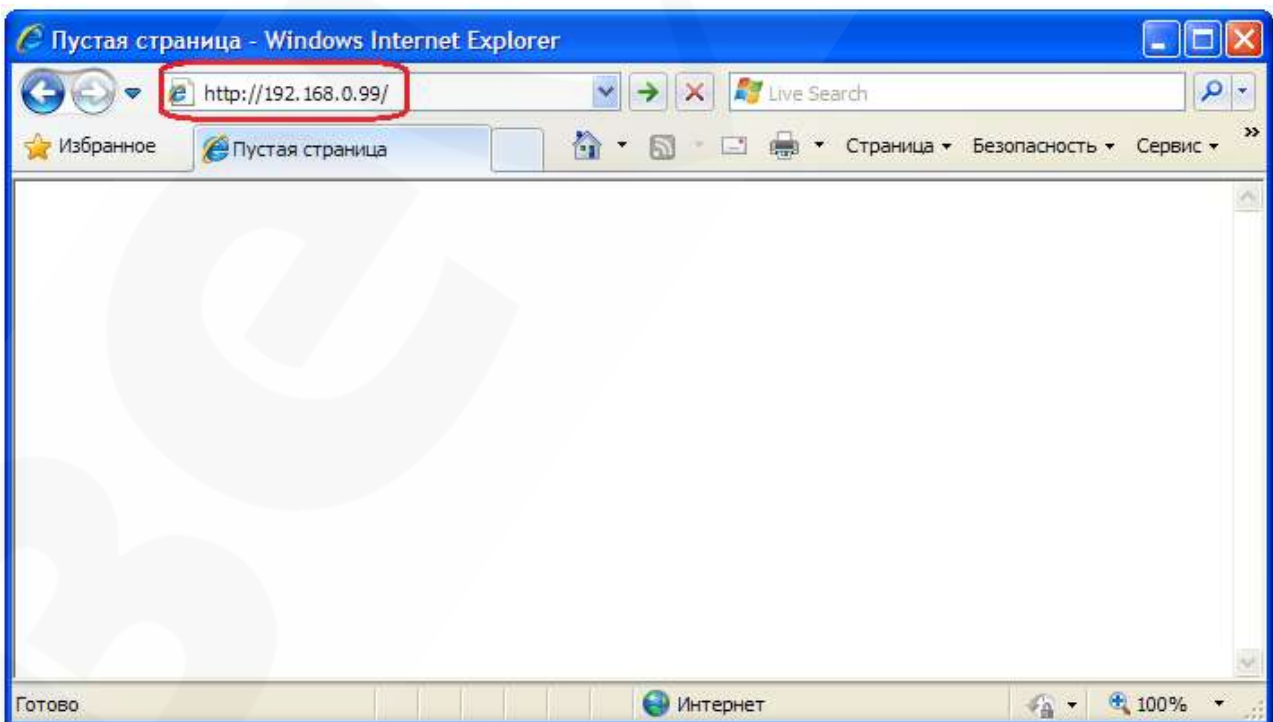 Пустая страница - Windows Internet Explorer
http://192.168.0.99/ Live Search
Избранное Пустая страница Страница Безопасность Сервис »
Готово Интернет 100%